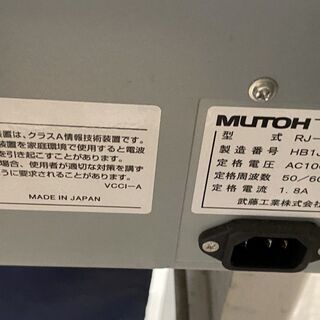 装置は、クラスA情報技術装置です。
装置を家庭環境で使用すると電波
を引き起こすことがあります。
場合、使用者が適切な対策を講ず
ように要求されることがあります。
VCCI-A
MADE IN JAPAN
MUTOH
型 式 RJ-
製造番号 HB1J
定格電圧 AC100
定格周波数 50/60
定格電流 1.8A
武藤工業株式会社